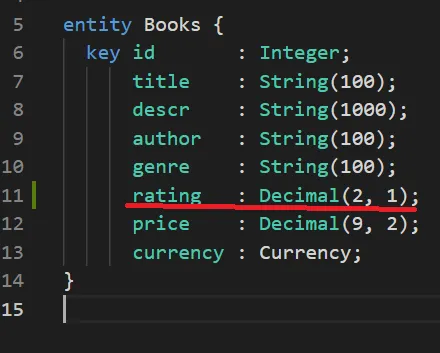 5 entity Books {
6 key id : Integer;
7 title : String(100);
8 descr : String(1000);
9 author : String(100);
10 genre : String(100);
11 rating : Decimal(2, 1);
12 price : Decimal(9, 2);
13 currency : Currency;
14 }
15